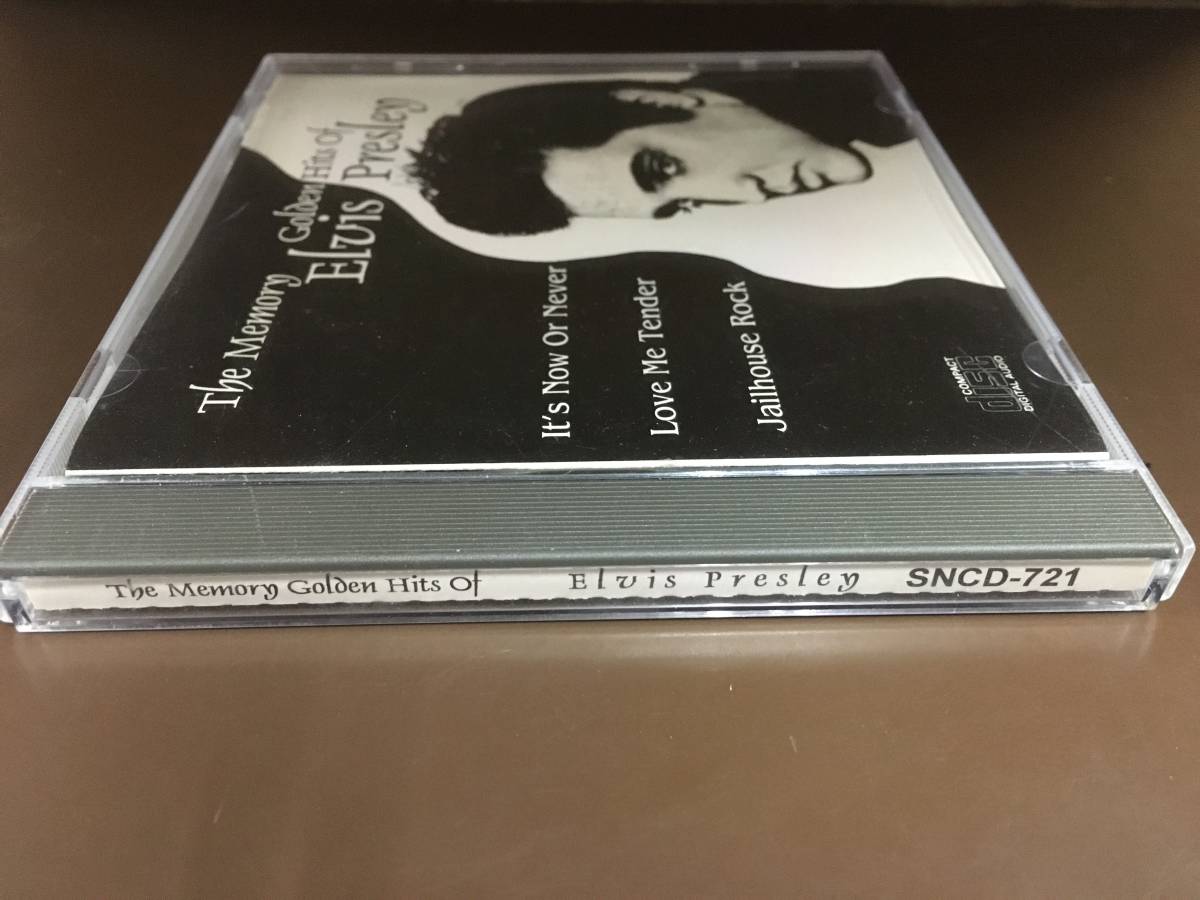 The Memory
Golden Hits Of
Elvis Presley
It's Now Or Never
Love Me Tender
Jailhouse Rock
COMPACT
disc
DIGITAL AUDIO
The Memory Golden Hits Of Elvis Presley SNCD-721